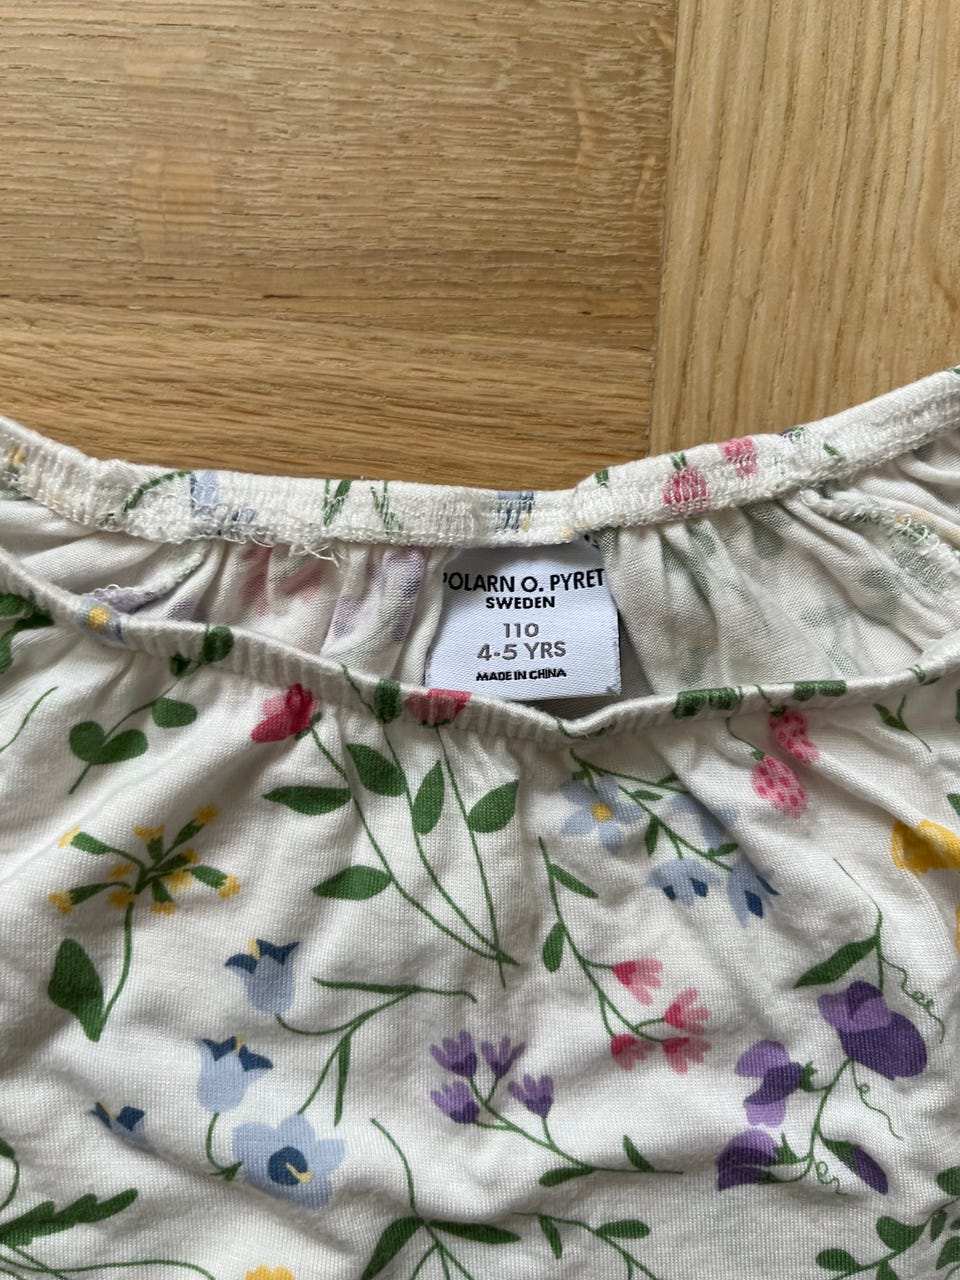 POLARN O. PYRET
SWEDEN
110
4-5 YRS
MADE IN CHINA